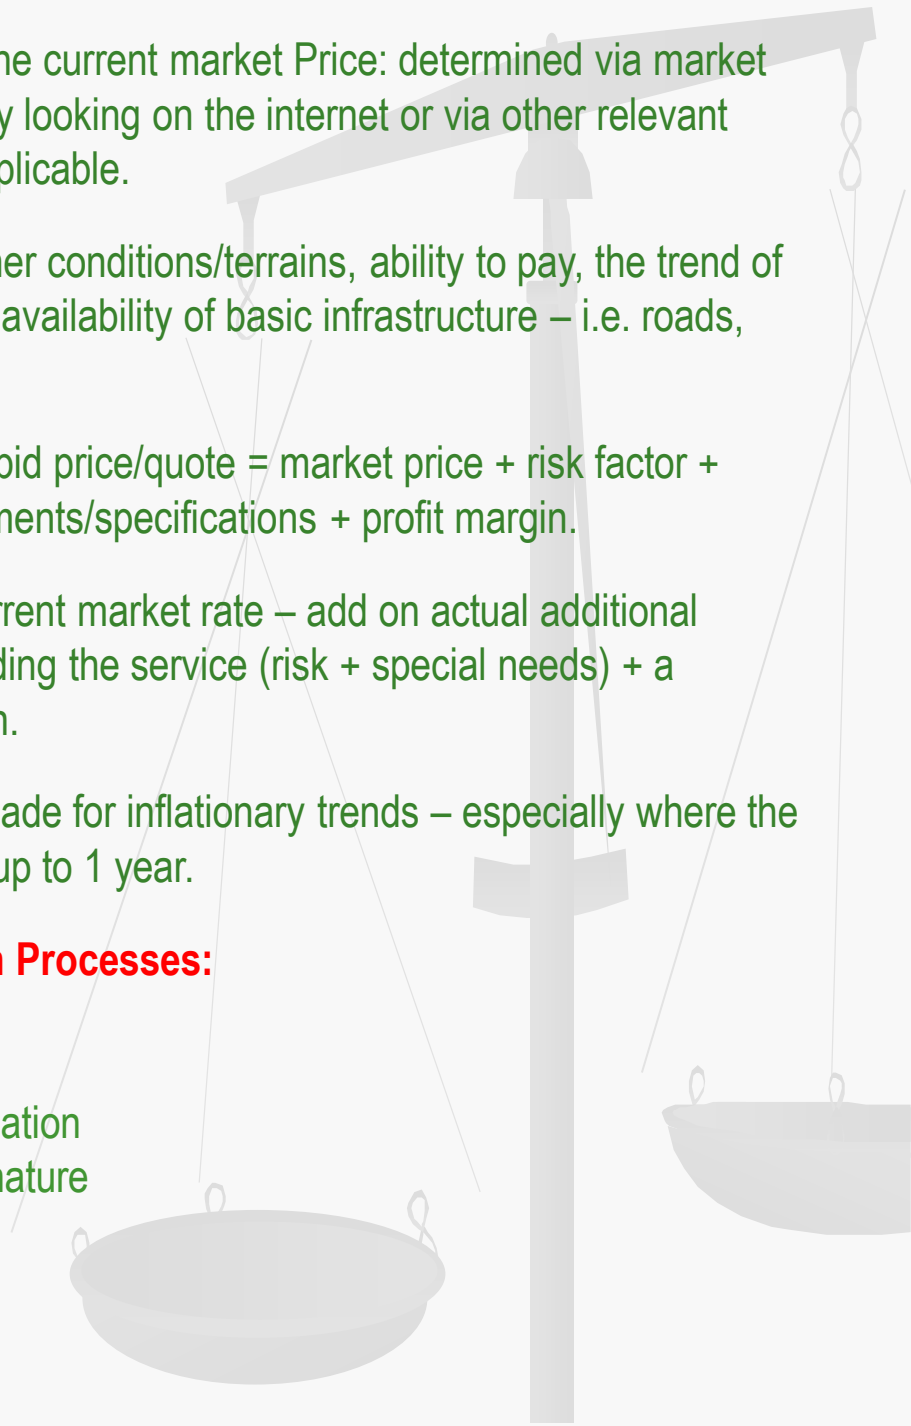 he current market Price: determined via market
y looking on the internet or via other relevant
plicable.
ner conditions/terrains, ability to pay, the trend of
availability of basic infrastructure – i.e. roads,
bid price/quote = market price + risk factor +
ments/specifications + profit margin.
rrent market rate – add on actual additional
ding the service (risk + special needs) + a
n.
ade for inflationary trends – especially where the
up to 1 year.
n Processes:
ation
nature